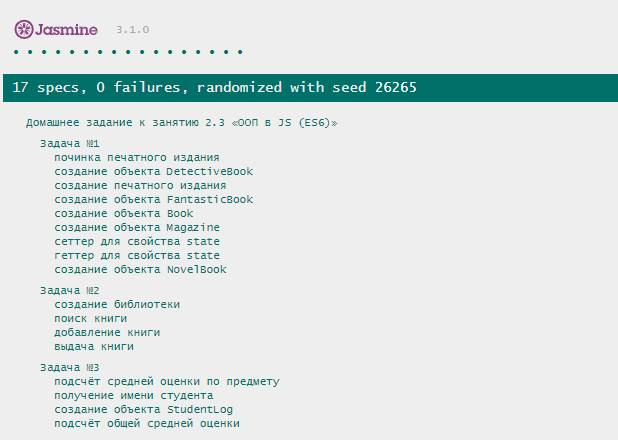 Jasmine 3.1.0
• • • • • • • • • • • • • • • • •
17 specs, 0 failures, randomized with seed 26265
Домашнее задание к занятию 2.3 «ООП в JS (ES6)»
Задача №1
починка печатного издания
создание объекта DetectiveBook
создание печатного издания
создание объекта FantasticBook
создание объекта Book
создание объекта Magazine
сеттер для свойства state
геттер для свойства state
создание объекта NovelBook
Задача №2
создание библиотеки
поиск книги
добавление книги
выдача книги
Задача №3
подсчёт средней оценки по предмету
получение имени студента
создание объекта StudentLog
подсчёт общей средней оценки